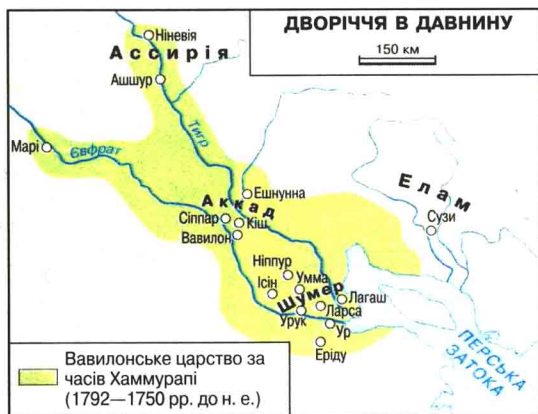 ДВОРІЧЧЯ В ДАВНИНУ
150 км
Ніневія
Ассирія
Ашшур
Тигр
Марі
Євфрат
Ешнунна
Аккад
Елам
Сузи
Сіппар
Кіш
Вавилон
Ніппур
Умма
Ісін
Шумер
Лагаш
Ларса
Урук
Ур
Еріду
ПЕРСЬКА
ЗАТОКА
Вавилонське царство за
часів Хаммурапі
(1792—1750 рр. до н. е.)